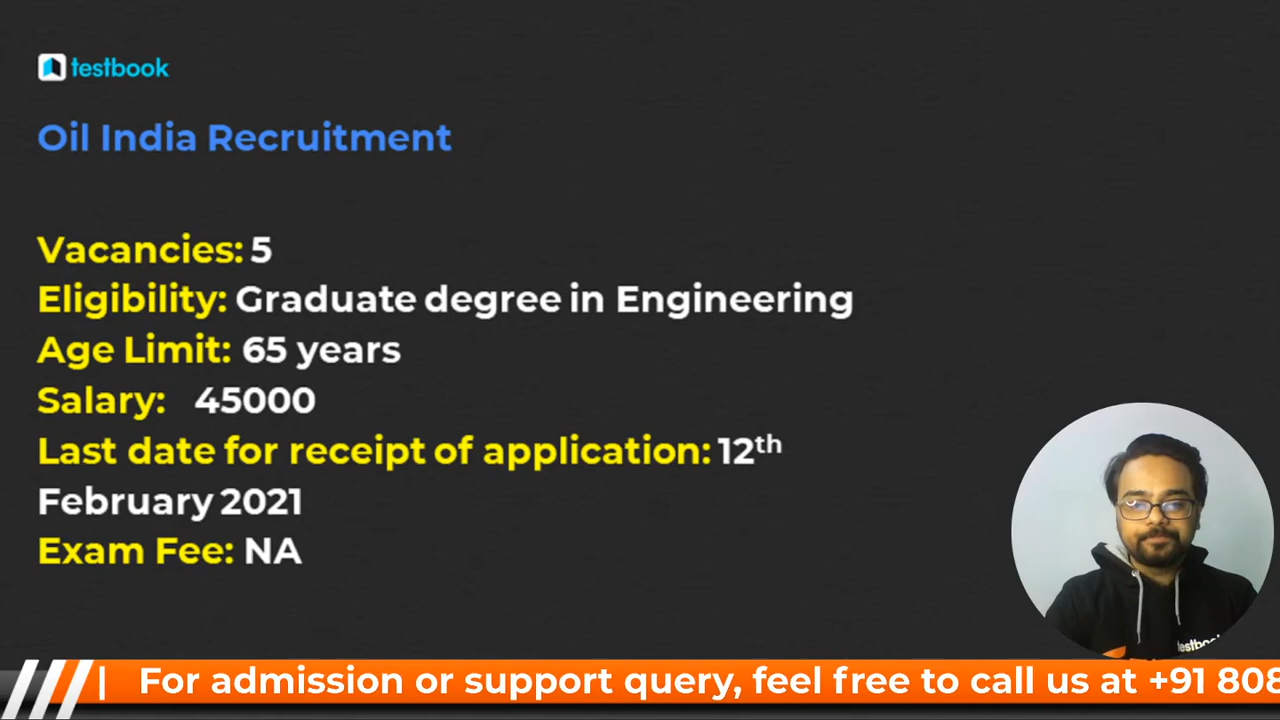 testbook
Oil India Recruitment
Vacancies: 5
Eligibility: Graduate degree in Engineering
Age Limit: 65 years
Salary: 45000
Last date for receipt of application: 12th
February 2021
Exam Fee: NA
testbook
| For admission or support query, feel free to call us at +91 808